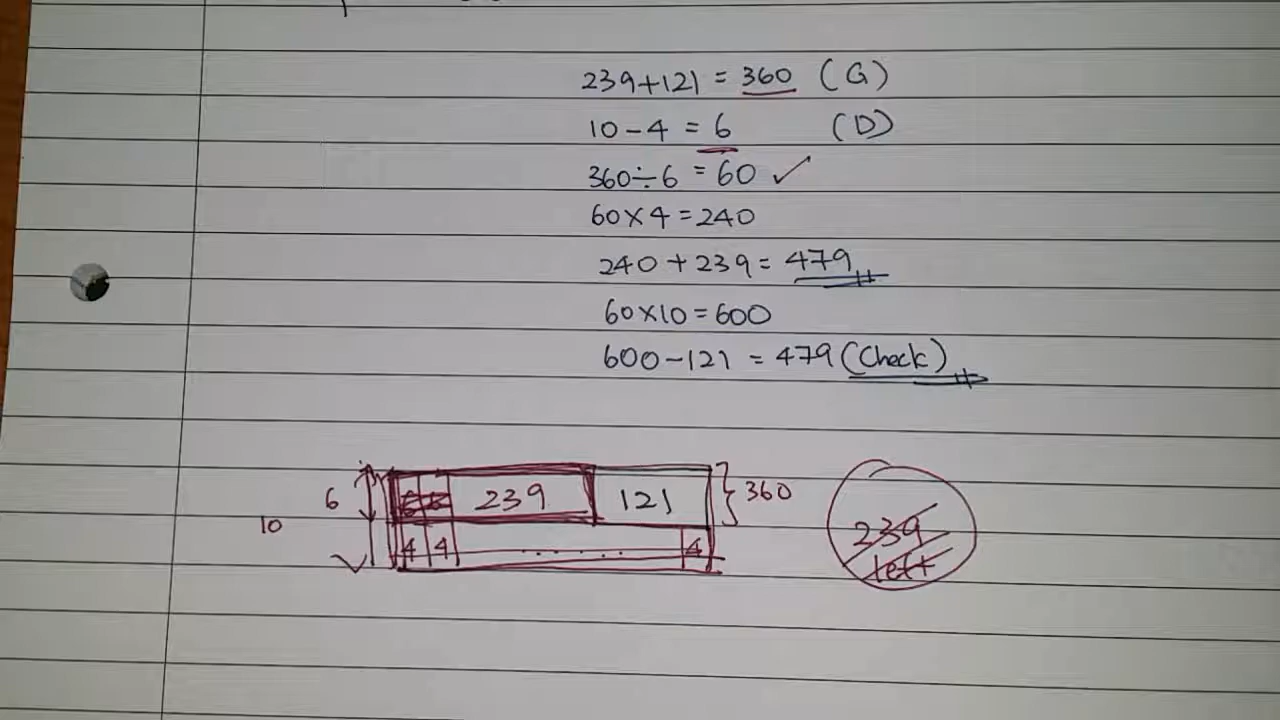 239+121 = 360 (G)
10-4 = 6 (D)
360÷6 = 60 ✓
60×4=240
240+239=479
60×10=600
600-121 = 479 (Check)
6 239 121 360
10
4 4 ....... 4
239
left